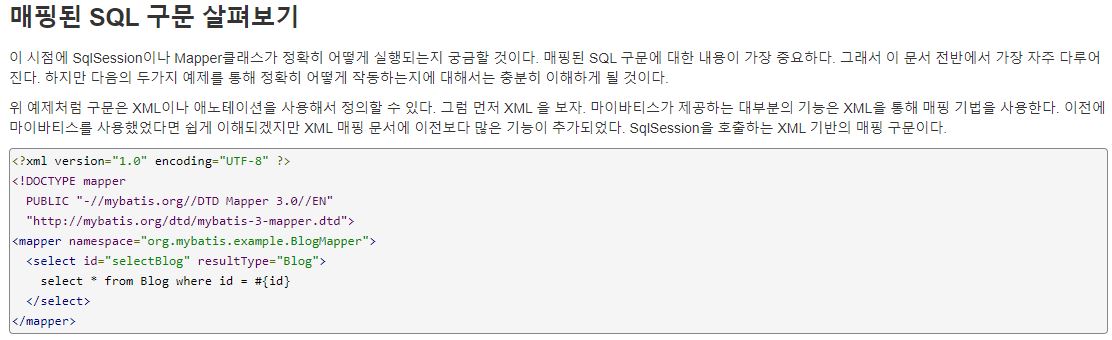 매핑된 SQL 구문 살펴보기
이 시점에 SqlSession이나 Mapper클래스가 정확히 어떻게 실행되는지 궁금할 것이다. 매핑된 SQL 구문에 대한 내용이 가장 중요하다. 그래서 이 문서 전반에서 가장 자주 다루어
진다. 하지만 다음의 두가지 예제를 통해 정확히 어떻게 작동하는지에 대해서는 충분히 이해하게 될 것이다.
위 예제처럼 구문은 XML이나 애노테이션을 사용해서 정의할 수 있다. 그럼 먼저 XML 을 보자. 마이바티스가 제공하는 대부분의 기능은 XML을 통해 매핑 기법을 사용한다. 이전에
마이바티스를 사용했었다면 쉽게 이해되겠지만 XML 매핑 문서에 이전보다 많은 기능이 추가되었다. SqlSession을 호출하는 XML 기반의 매핑 구문이다.
<?xml version="1.0" encoding="UTF-8" ?>
<!DOCTYPE mapper
  PUBLIC "-//mybatis.org//DTD Mapper 3.0//EN"
  "http://mybatis.org/dtd/mybatis-3-mapper.dtd">
<mapper namespace="org.mybatis.example.BlogMapper">
  <select id="selectBlog" resultType="Blog">
    select * from Blog where id = #{id}
  </select>
</mapper>